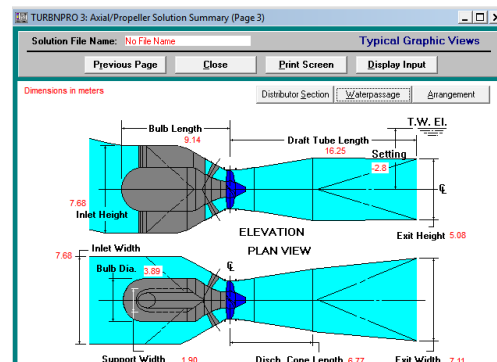 TURBNPRO 3: Axial/Propeller Solution Summary (Page 3)
Solution File Name: No File Name Typical Graphic Views
Previous Page Close Print Screen Display Input
Dimensions in meters
Distributor Section Waterpassage Arrangement
T.W. El.
Bulb Length
9.14
Draft Tube Length
16.25
Setting
-2.8
7.68
Inlet Height
ELEVATION
Exit Height 5.08
PLAN VIEW
Inlet Width
7.68
Bulb Dia. 3.89
Support Width 1.90 Disch. Cone Length 6.77 Exit Width 7.11